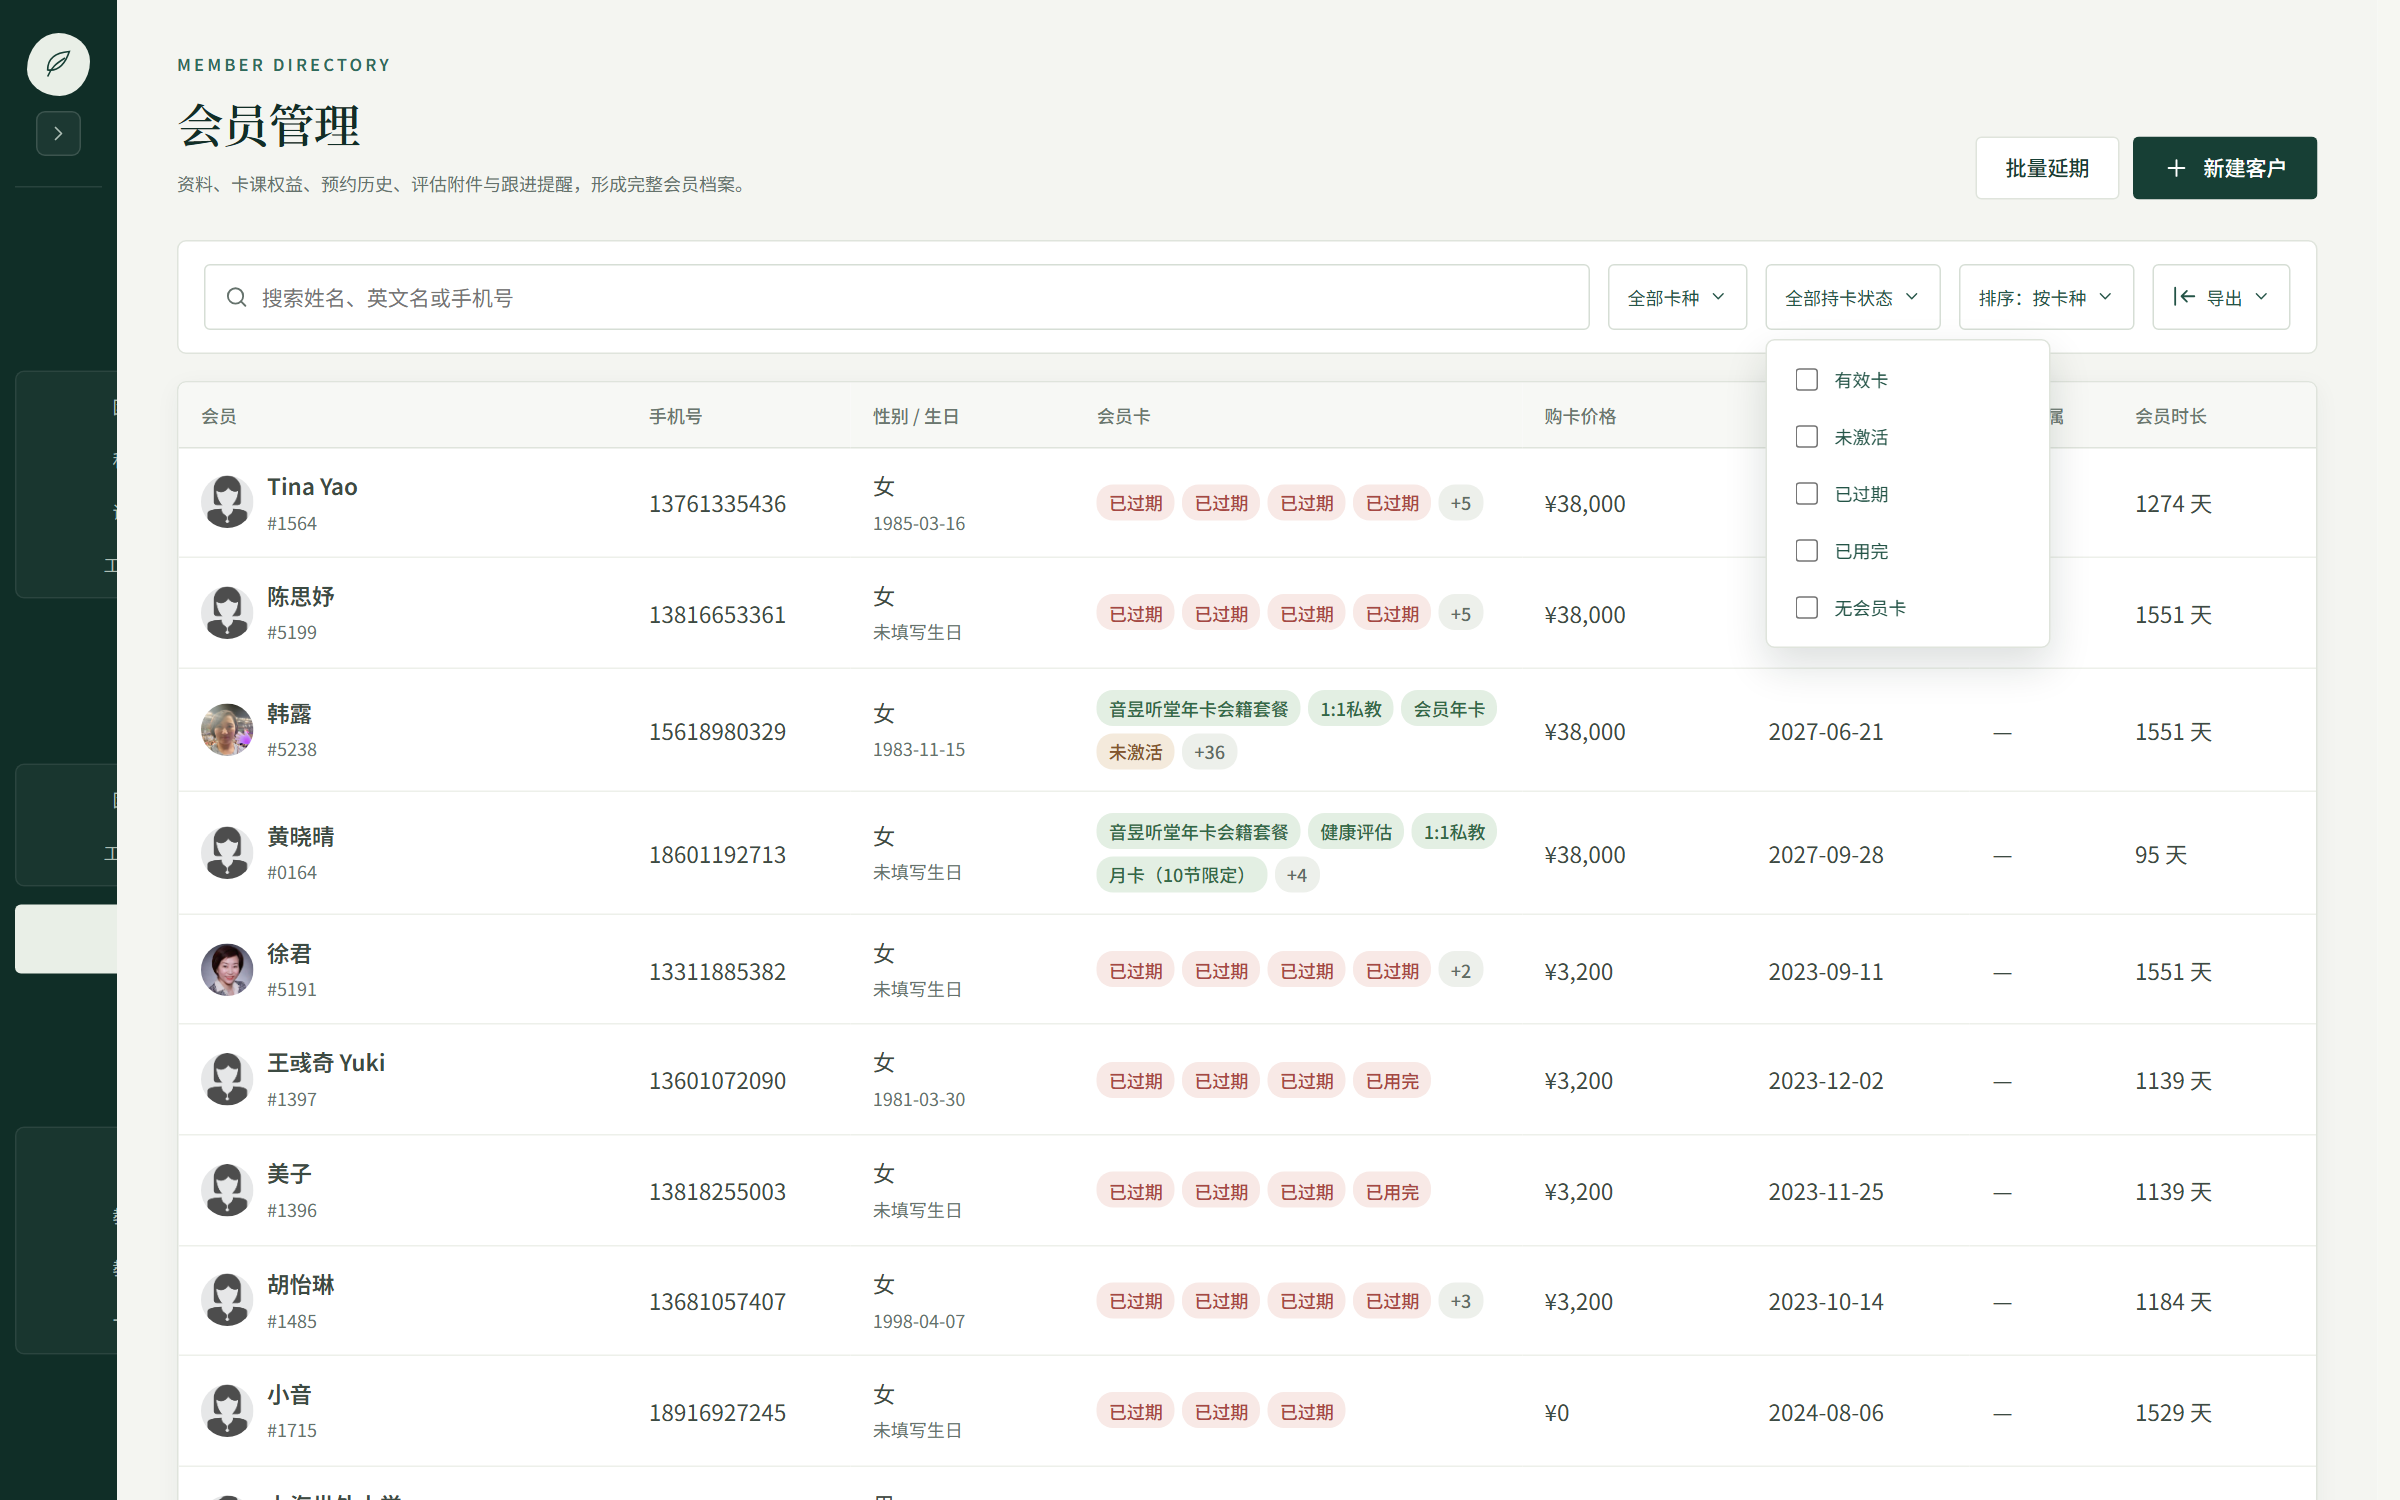 MEMBER DIRECTORY
会员管理
资料、卡课权益、预约历史、评估附件与跟进提醒，形成完整会员档案。
批量延期
新建客户
搜索姓名、英文名或手机号
全部卡种
全部持卡状态
排序：按卡种
导出
有效卡
未激活
已过期
已用完
无会员卡
会员 手机号 性别 / 生日 会员卡 购卡价格 属 会员时长
Tina Yao
#1564
13761335436
女
1985-03-16
已过期 已过期 已过期 已过期 +5
¥38,000
1274 天
陈思妤
#5199
13816653361
女
未填写生日
已过期 已过期 已过期 已过期 +5
¥38,000
1551 天
韩露
#5238
15618980329
女
1983-11-15
音昱听堂年卡会籍套餐 1:1私教 会员年卡
未激活 +36
¥38,000
2027-06-21
—
1551 天
黄晓晴
#0164
18601192713
女
未填写生日
音昱听堂年卡会籍套餐 健康评估 1:1私教
月卡（10节限定） +4
¥38,000
2027-09-28
—
95 天
徐君
#5191
13311885382
女
未填写生日
已过期 已过期 已过期 已过期 +2
¥3,200
2023-09-11
—
1551 天
王彧奇 Yuki
#1397
13601072090
女
1981-03-30
已过期 已过期 已过期 已用完
¥3,200
2023-12-02
—
1139 天
美子
#1396
13818255003
女
未填写生日
已过期 已过期 已过期 已用完
¥3,200
2023-11-25
—
1139 天
胡怡琳
#1485
13681057407
女
1998-04-07
已过期 已过期 已过期 已过期 +3
¥3,200
2023-10-14
—
1184 天
小音
#1715
18916927245
女
未填写生日
已过期 已过期 已过期
¥0
2024-08-06
—
1529 天